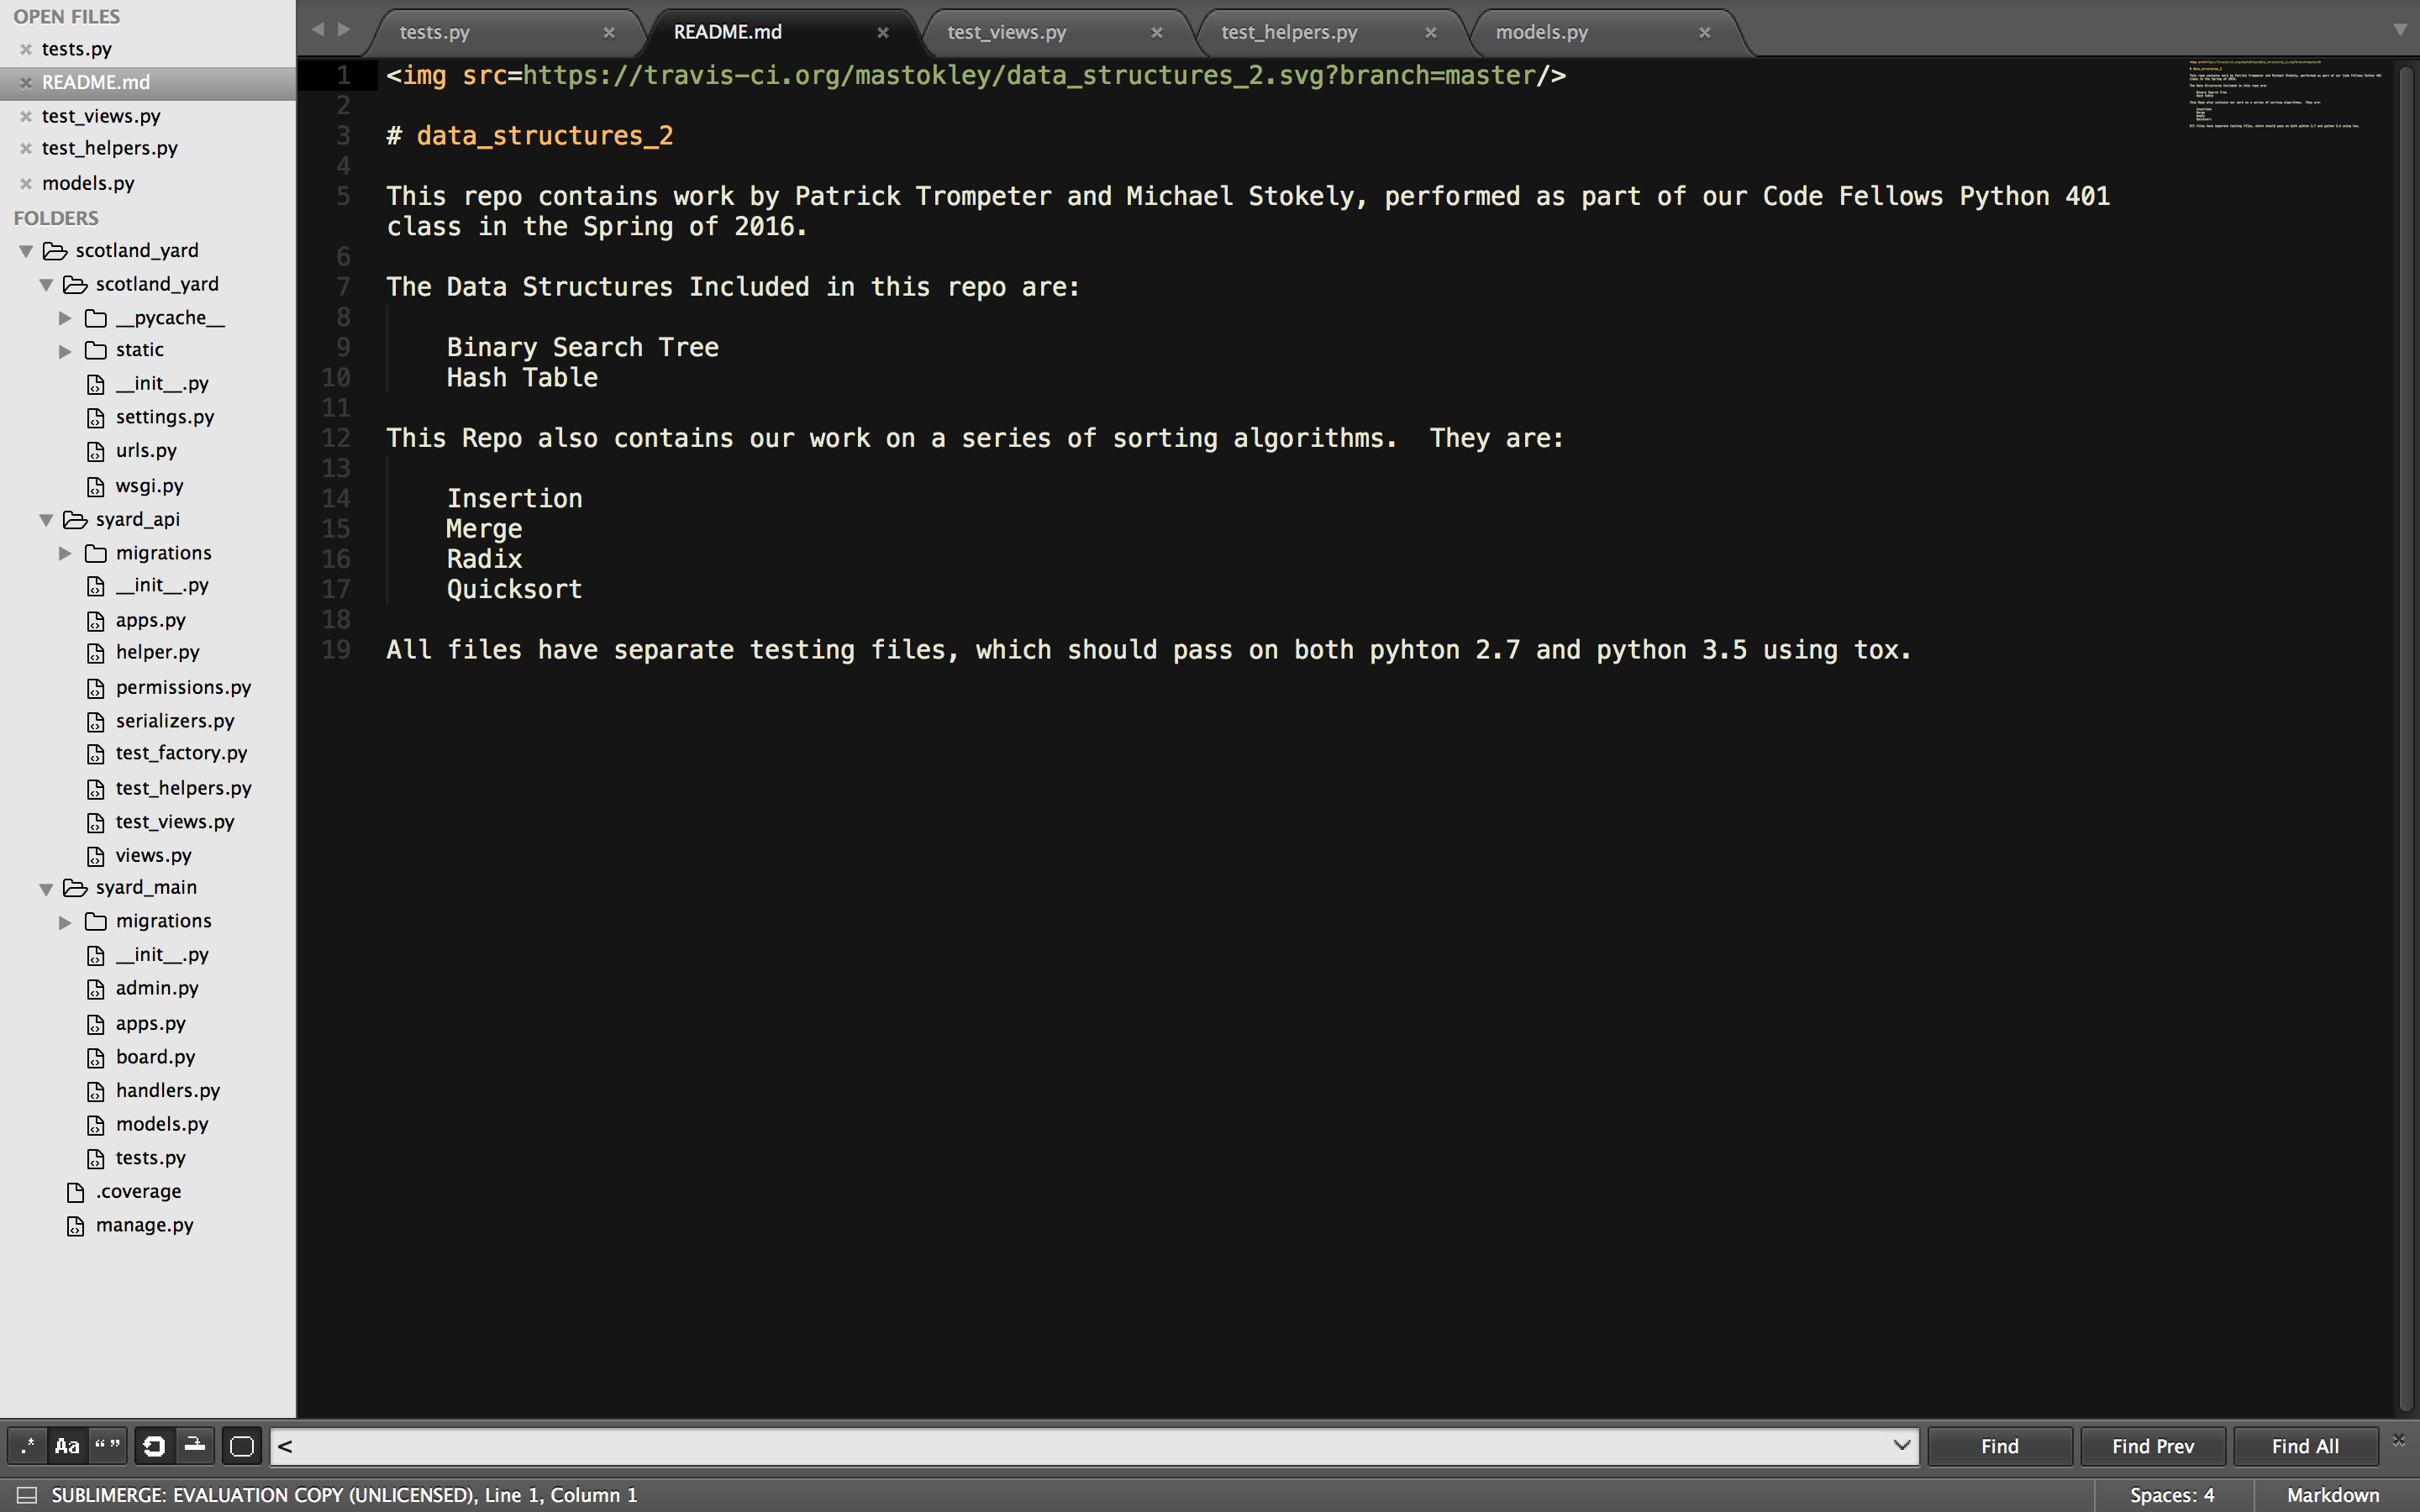 OPEN FILES
tests.py
README.md
test_views.py
test_helpers.py
models.py
FOLDERS
scotland_yard
scotland_yard
__pycache__
static
__init__.py
settings.py
urls.py
wsgi.py
syard_api
migrations
__init__.py
apps.py
helper.py
permissions.py
serializers.py
test_factory.py
test_helpers.py
test_views.py
views.py
syard_main
migrations
__init__.py
admin.py
apps.py
board.py
handlers.py
models.py
tests.py
.coverage
manage.py
tests.py README.md test_views.py test_helpers.py models.py
1 <img src=https://travis-ci.org/mastokley/data_structures_2.svg?branch=master/>
2
3 # data_structures_2
4
5 This repo contains work by Patrick Trompeter and Michael Stokely, performed as part of our Code Fellows Python 401
class in the Spring of 2016.
6
7 The Data Structures Included in this repo are:
8
9 Binary Search Tree
10 Hash Table
11
12 This Repo also contains our work on a series of sorting algorithms.  They are:
13
14 Insertion
15 Merge
16 Radix
17 Quicksort
18
19 All files have separate testing files, which should pass on both pyhton 2.7 and python 3.5 using tox.
.* Aa “ ” < Find Find Prev Find All
SUBLIMERGE: EVALUATION COPY (UNLICENSED), Line 1, Column 1 Spaces: 4 Markdown